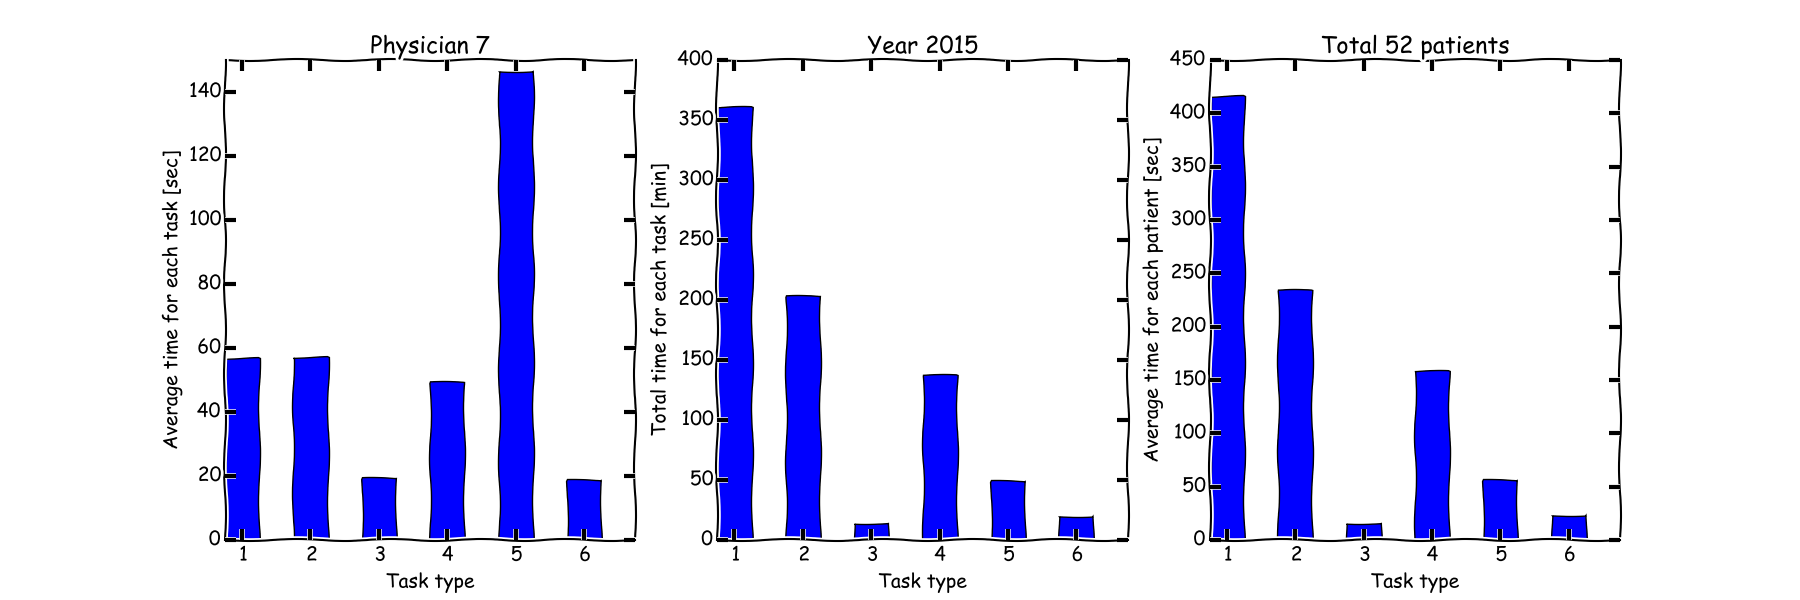 Physician 7
Average time for each task [sec]
140
120
100
80
60
40
20
0
1 2 3 4 5 6
Task type
Year 2015
Total time for each task [min]
400
350
300
250
200
150
100
50
0
1 2 3 4 5 6
Task type
Total 52 patients
Average time for each patient [sec]
450
400
350
300
250
200
150
100
50
0
1 2 3 4 5 6
Task type